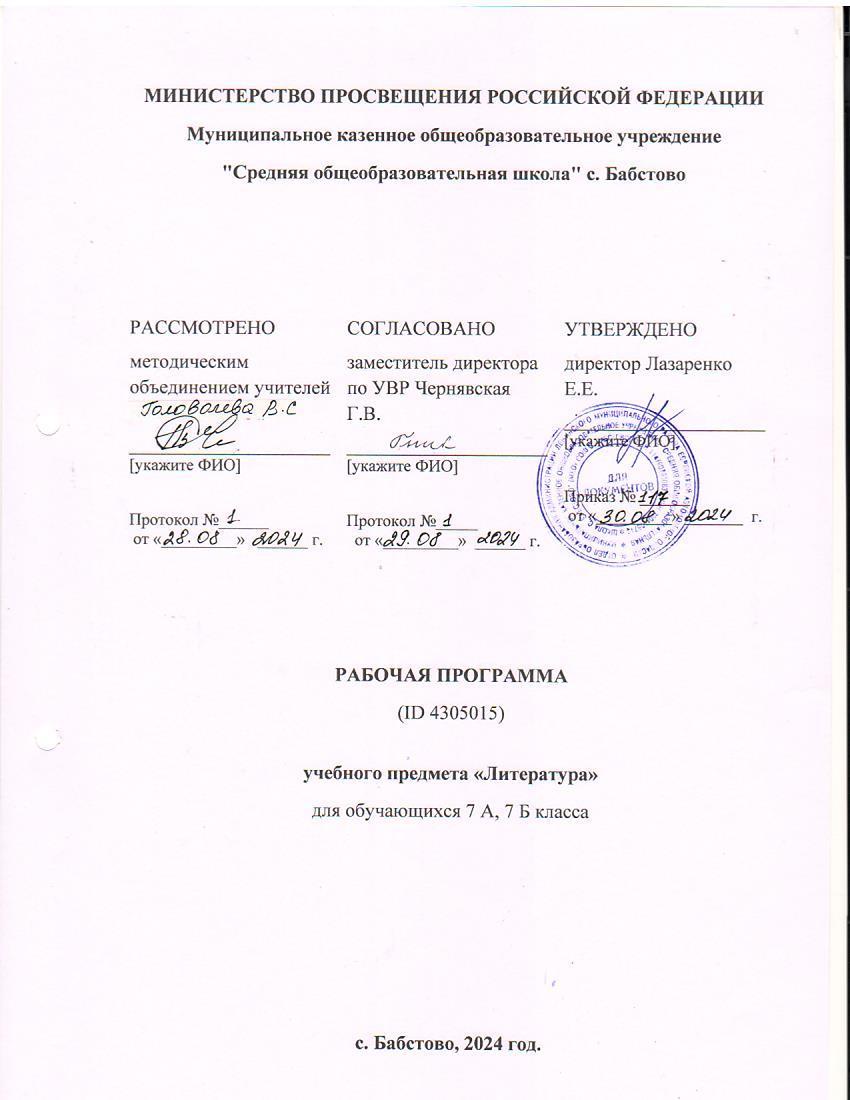 МИНИСТЕРСТВО ПРОСВЕЩЕНИЯ РОССИЙСКОЙ ФЕДЕРАЦИИ
Муниципальное казенное общеобразовательное учреждение
"Средняя общеобразовательная школа" с. Бабстово
РАССМОТРЕНО
методическим
объединением учителей
Головачева В.С
[укажите ФИО]
Протокол № 1
от «28.08» 2024 г.
СОГЛАСОВАНО
заместитель директора
по УВР Чернявская
Г.В.
[укажите ФИО]
Протокол № 1
от «29.08» 2024 г.
УТВЕРЖДЕНО
директор Лазаренко
Е.Е.
[укажите ФИО]
ДЛЯ
ДОКУМЕНТОВ
Приказ № 117
от «30.08» 2024 г.
РАБОЧАЯ ПРОГРАММА
(ID 4305015)
учебного предмета «Литература»
для обучающихся 7 А, 7 Б класса
с. Бабстово, 2024 год.